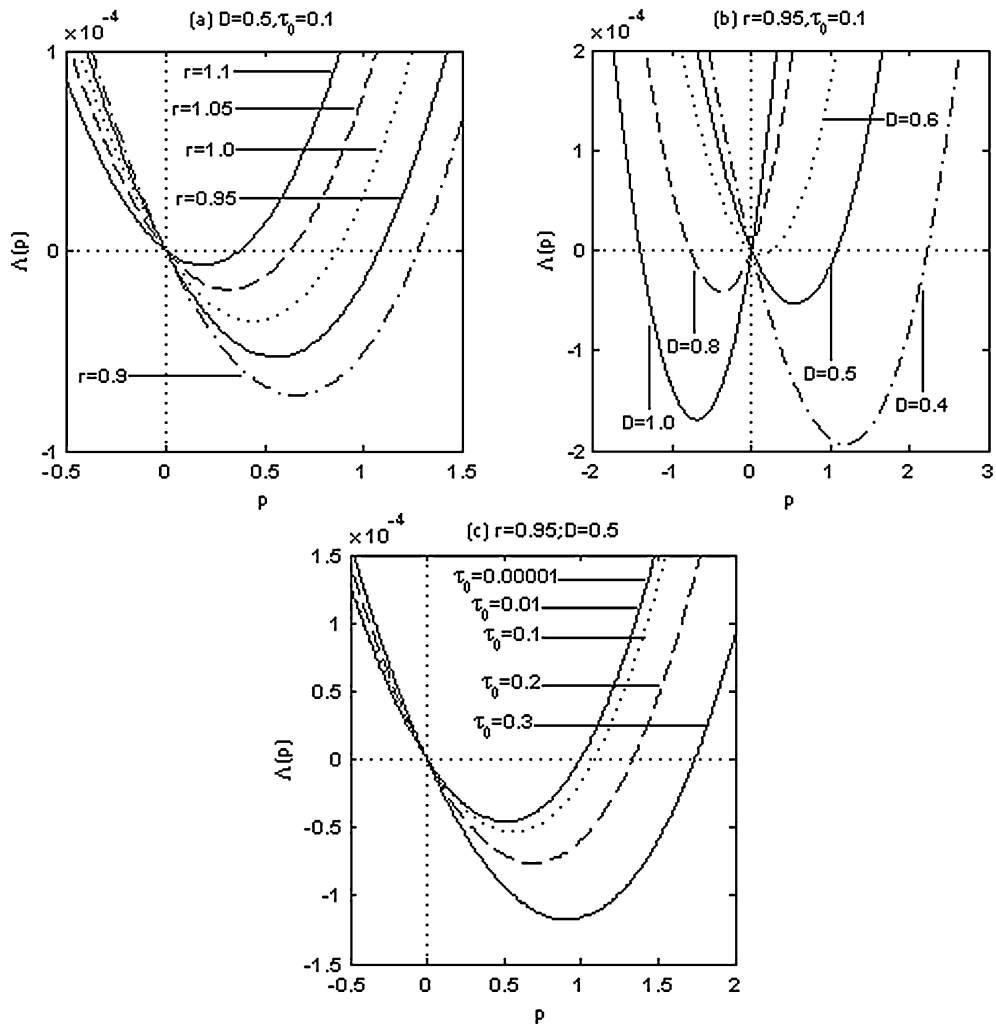 (a) D=0.5,τ₀=0.1
×10⁻⁴
1
0
-1
Λ(p)
r=1.1
r=1.05
r=1.0
r=0.95
r=0.9
-0.5 0 0.5 1 1.5
p
(b) r=0.95,τ₀=0.1
×10⁻⁴
2
1
0
-1
-2
Λ(p)
D=0.6
D=0.8
D=0.5
D=1.0
D=0.4
-2 -1 0 1 2 3
p
(c) r=0.95;D=0.5
×10⁻⁴
1.5
1
0.5
0
-0.5
-1
-1.5
Λ(p)
τ₀=0.00001
τ₀=0.01
τ₀=0.1
τ₀=0.2
τ₀=0.3
-0.5 0 0.5 1 1.5 2
p